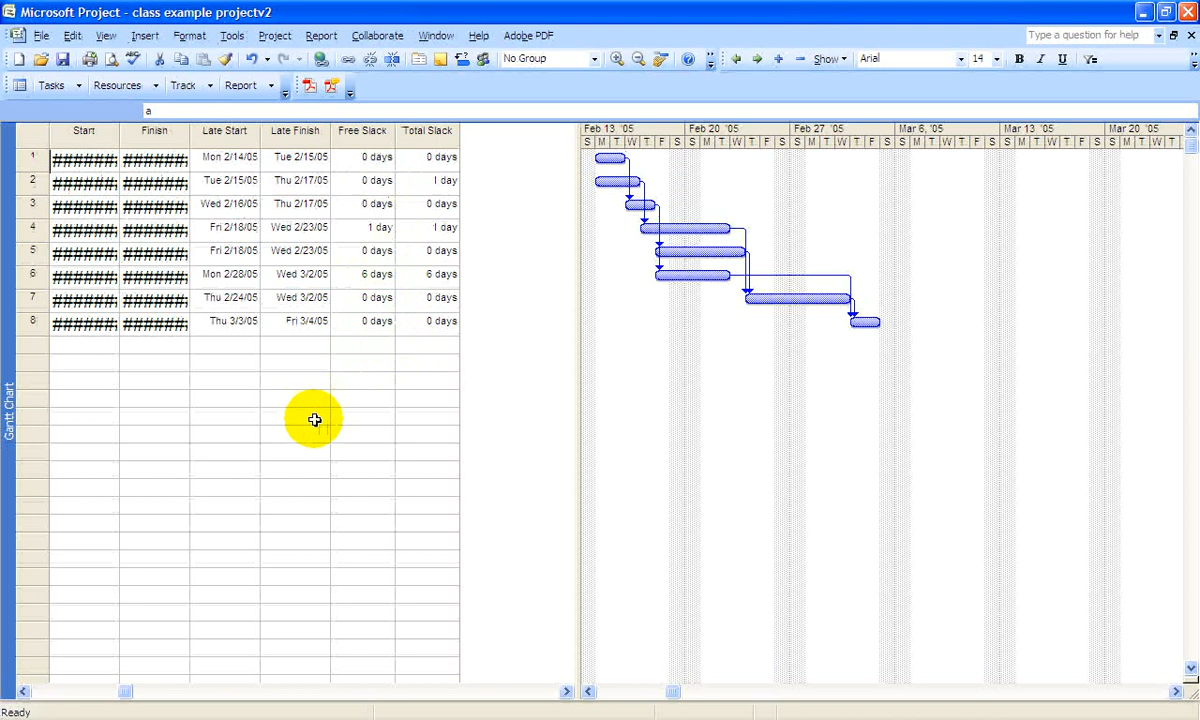 Microsoft Project - class example projectv2
File Edit View Insert Format Tools Project Report Collaborate Window Help Adobe PDF Type a question for help
No Group Show Arial 14 B I U
Tasks Resources Track Report
a
Start Finish Late Start Late Finish Free Slack Total Slack Feb 13 '05 Feb 20 '05 Feb 27 '05 Mar 6, '05 Mar 13, '05 Mar 20, '05
S M T W T F S S M T W T F S S M T W T F S S M T W T F S S M T W T F S S M T W T
1 ####### ####### Mon 2/14/05 Tue 2/15/05 0 days 0 days
2 ####### ####### Tue 2/15/05 Thu 2/17/05 0 days 1 day
3 ####### ####### Wed 2/16/05 Thu 2/17/05 0 days 0 days
4 ####### ####### Fri 2/18/05 Wed 2/23/05 1 day 1 day
5 ####### ####### Fri 2/18/05 Wed 2/23/05 0 days 0 days
6 ####### ####### Mon 2/28/05 Wed 3/2/05 6 days 6 days
7 ####### ####### Thu 2/24/05 Wed 3/2/05 0 days 0 days
8 ####### ####### Thu 3/3/05 Fri 3/4/05 0 days 0 days
Gantt Chart
Ready